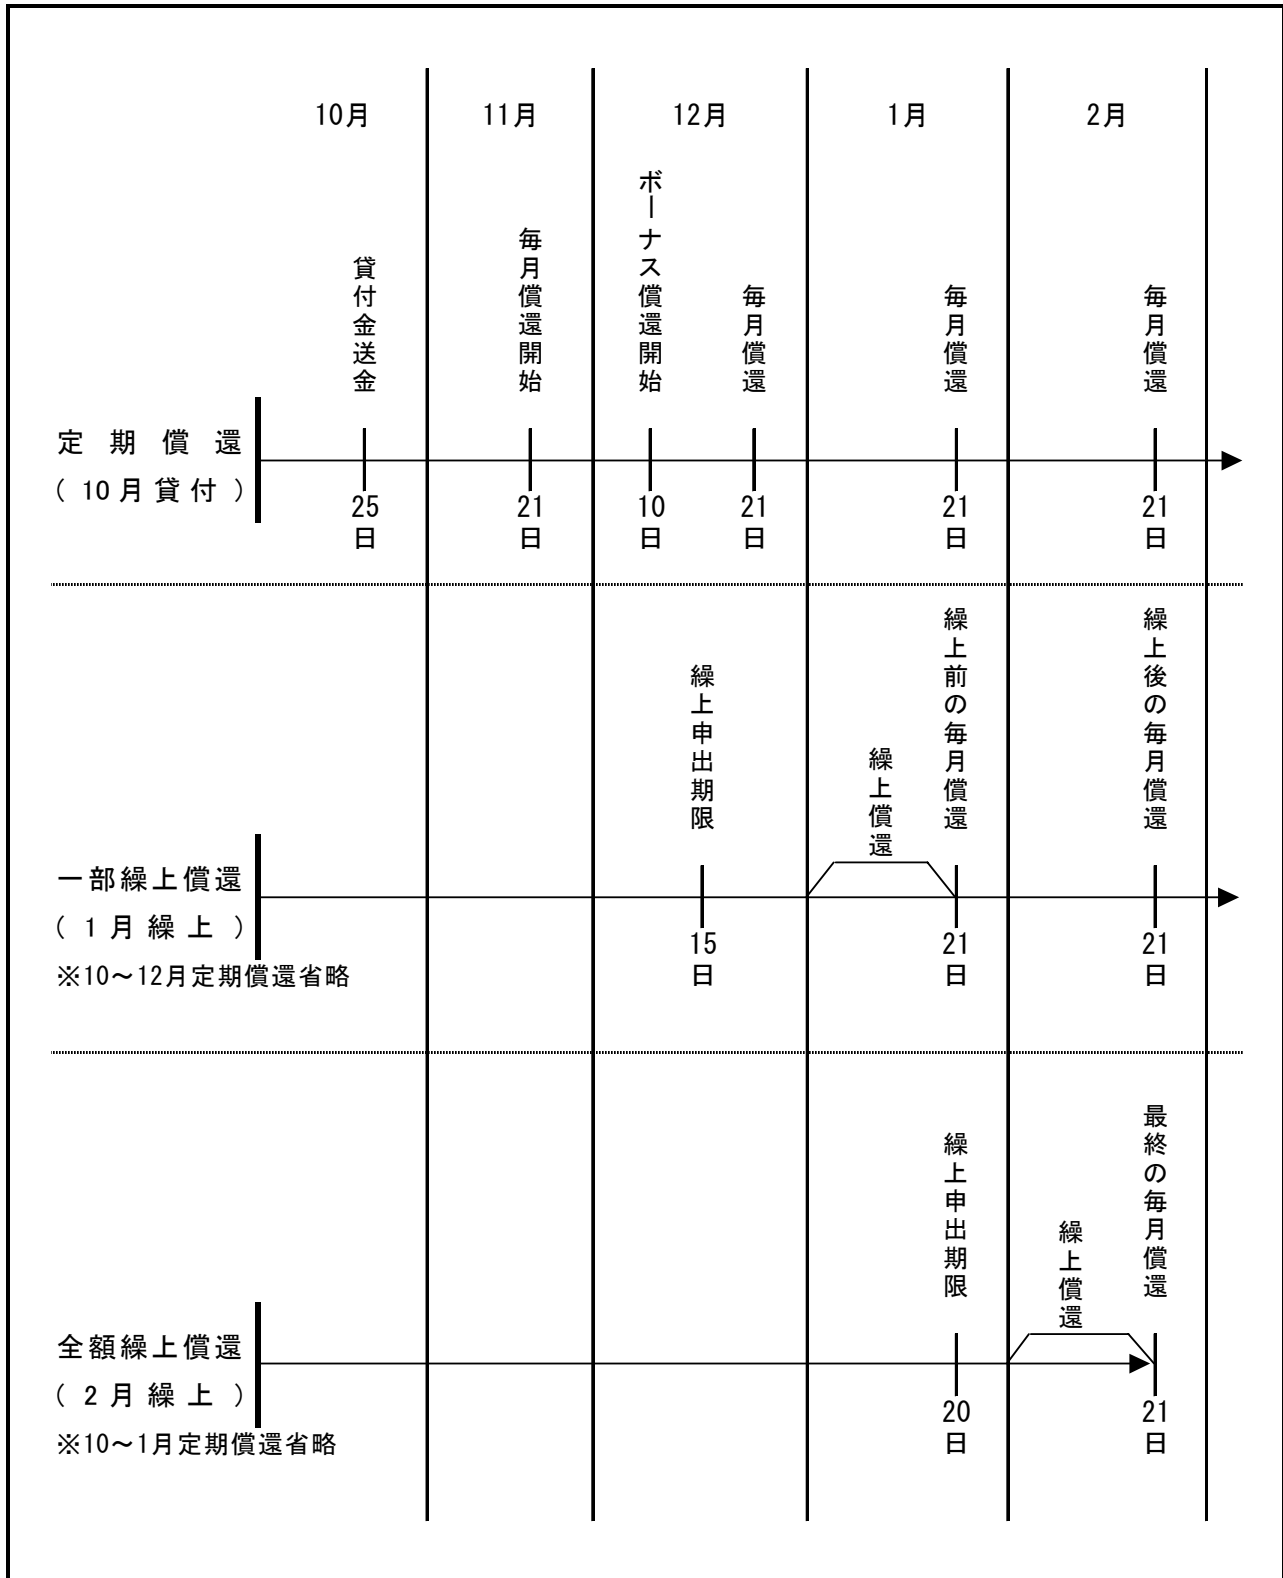 10月
11月
12月
1月
2月
貸付金送金
毎月償還開始
ボーナス償還開始
毎月償還
毎月償還
毎月償還
定期償還
(10月貸付)
25日
21日
10日
21日
21日
21日
繰上申出期限
繰上償還
繰上前の毎月償還
繰上後の毎月償還
一部繰上償還
(1月繰上)
※10～12月定期償還省略
15日
21日
21日
繰上申出期限
繰上償還
最終の毎月償還
全額繰上償還
(2月繰上)
※10～1月定期償還省略
20日
21日